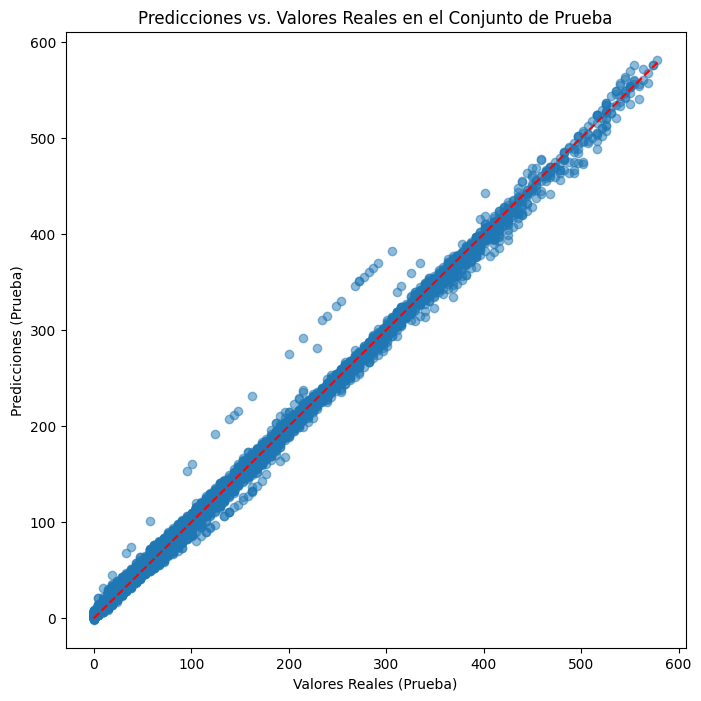 Predicciones vs. Valores Reales en el Conjunto de Prueba
600
500
400
300
200
100
0
Predicciones (Prueba)
0 100 200 300 400 500 600
Valores Reales (Prueba)